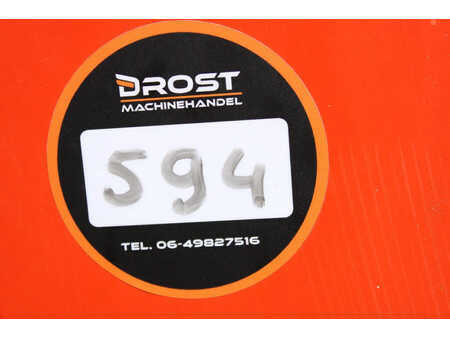 DROST
MACHINEHANDEL
594
TEL. 06-49827516